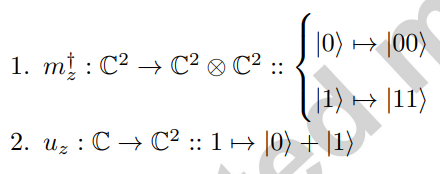 1. m_z^† : ℂ² → ℂ² ⊗ ℂ² :: { |0⟩ ↦ |00⟩
|1⟩ ↦ |11⟩
2. u_z : ℂ → ℂ² :: 1 ↦ |0⟩ + |1⟩